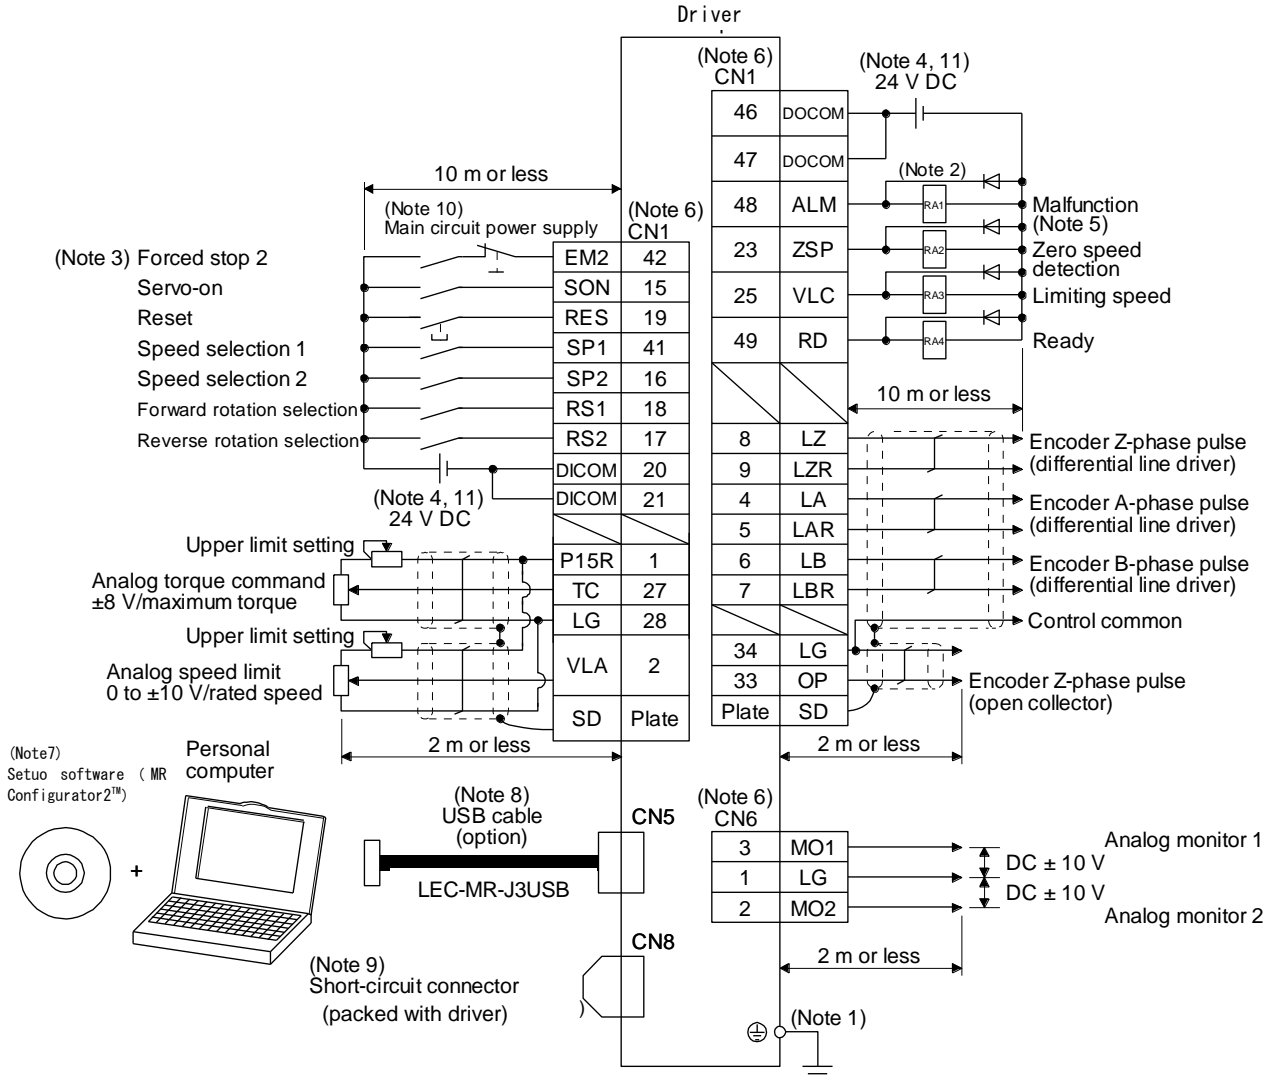 Driver
(Note 6)
CN1
(Note 4, 11)
24 V DC
46 DOCOM
47 DOCOM
(Note 2)
48 ALM RA1 Malfunction
(Note 5)
23 ZSP RA2 Zero speed
detection
25 VLC RA3 Limiting speed
49 RD RA4 Ready
10 m or less
10 m or less
(Note 10)
Main circuit power supply
(Note 6)
CN1
(Note 3) Forced stop 2 EM2 42
Servo-on SON 15
Reset RES 19
Speed selection 1 SP1 41
Speed selection 2 SP2 16
Forward rotation selection RS1 18
Reverse rotation selection RS2 17
DICOM 20
DICOM 21
(Note 4, 11)
24 V DC
Upper limit setting
P15R 1
Analog torque command
±8 V/maximum torque
TC 27
LG 28
Upper limit setting
Analog speed limit
0 to ±10 V/rated speed
VLA 2
SD Plate
2 m or less
8 LZ Encoder Z-phase pulse
(differential line driver)
9 LZR
4 LA Encoder A-phase pulse
(differential line driver)
5 LAR
6 LB Encoder B-phase pulse
(differential line driver)
7 LBR
Control common
34 LG
33 OP Encoder Z-phase pulse
(open collector)
Plate SD
2 m or less
(Note7)
Setuo software ( MR
Configurator2™)
Personal
computer
+
(Note 8)
USB cable
(option)
CN5
LEC-MR-J3USB
(Note 6)
CN6
3 MO1 Analog monitor 1
DC ± 10 V
1 LG
DC ± 10 V
2 MO2 Analog monitor 2
2 m or less
CN8
(Note 9)
Short-circuit connector
(packed with driver)
)
(Note 1)